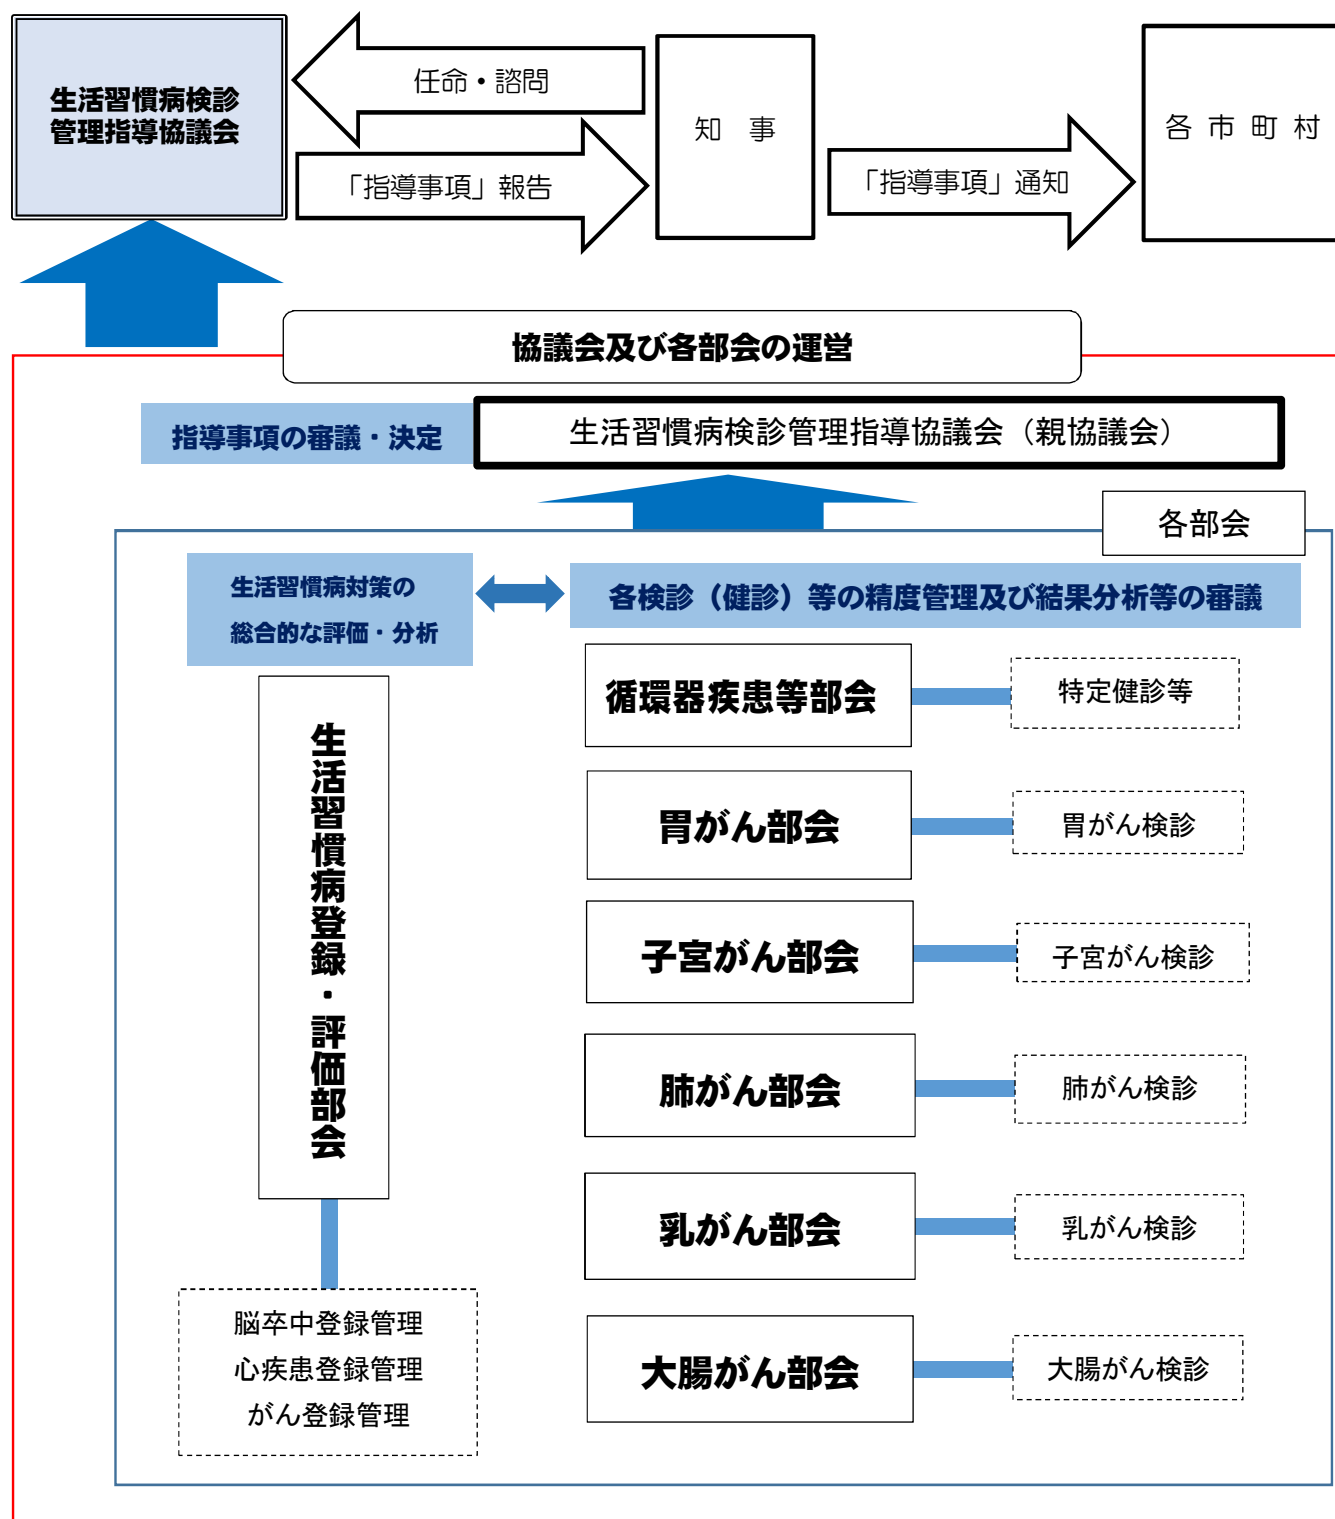 生活習慣病検診
管理指導協議会
任命・諮問
「指導事項」報告
知　事
「指導事項」通知
各 市 町 村
協議会及び各部会の運営
指導事項の審議・決定
生活習慣病検診管理指導協議会（親協議会）
各部会
生活習慣病対策の
総合的な評価・分析
各検診（健診）等の精度管理及び結果分析等の審議
生活習慣病登録・評価部会
脳卒中登録管理
心疾患登録管理
がん登録管理
循環器疾患等部会
特定健診等
胃がん部会
胃がん検診
子宮がん部会
子宮がん検診
肺がん部会
肺がん検診
乳がん部会
乳がん検診
大腸がん部会
大腸がん検診